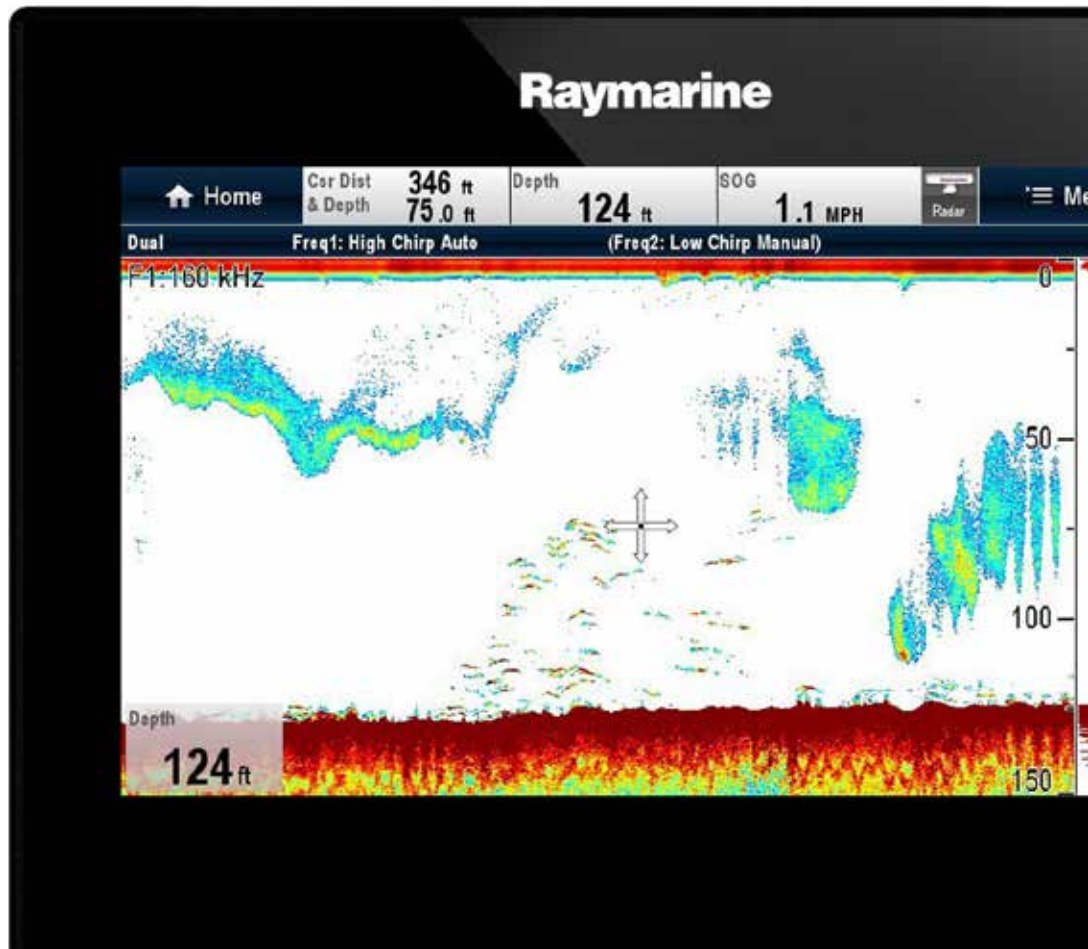 Raymarine
Home
Csr Dist 346 ft
& Depth 75.0 ft
Depth
124 ft
SOG
1.1 MPH
Radar
Me
Dual Freq1: High Chirp Auto (Freq2: Low Chirp Manual)
F1:160 kHz
0
50
100
Depth
124 ft
150